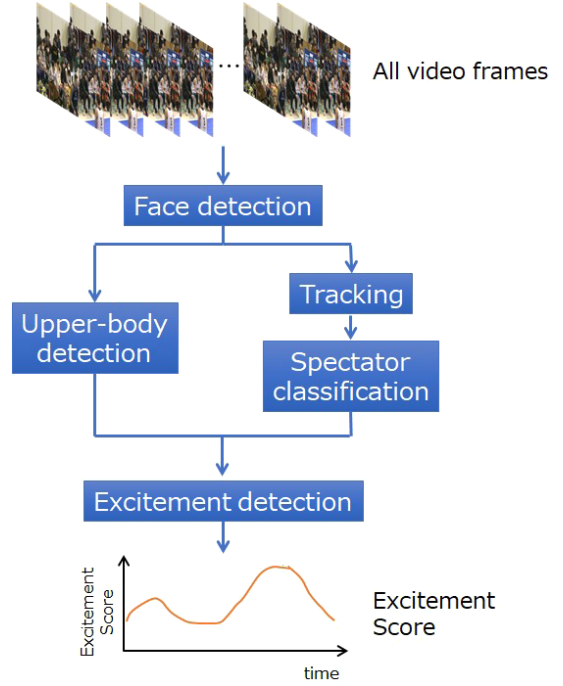 ...
All video frames
Face detection
Tracking
Upper-body
detection
Spectator
classification
Excitement detection
Excitement
Score
Excitement
Score
time